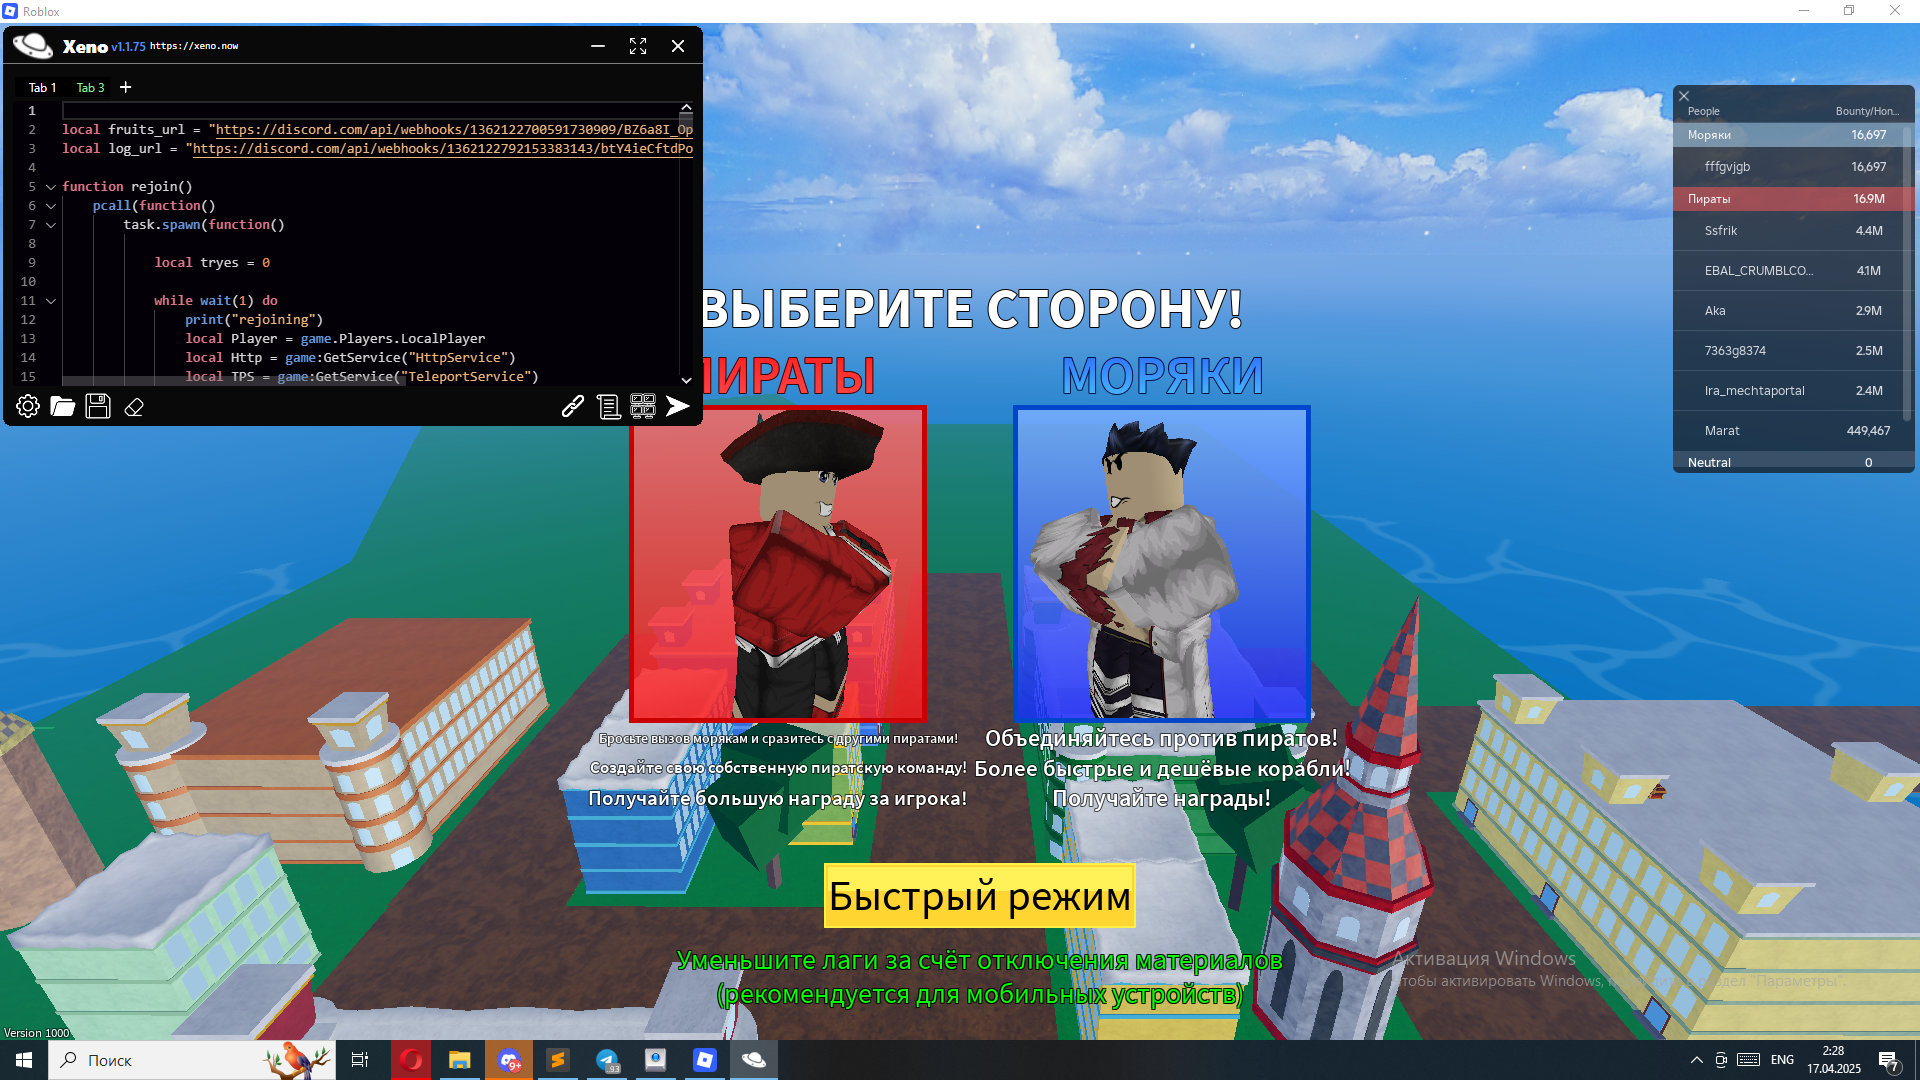 Roblox
Xeno v1.1.75 https://xeno.now
Tab 1 Tab 3 +
1
2 local fruits_url = "https://discord.com/api/webhooks/1362122700591730909/BZ6a8I_Op
3 local log_url = "https://discord.com/api/webhooks/1362122792153383143/btY4ieCftdPo
4
5 function rejoin()
6 pcall(function()
7 task.spawn(function()
8
9 local tryes = 0
10
11 while wait(1) do
12 print("rejoining")
13 local Player = game.Players.LocalPlayer
14 local Http = game:GetService("HttpService")
15 local TPS = game:GetService("TeleportService")
People Bounty/Hon...
Моряки 16,697
fffgvjgb 16,697
Пираты 16.9M
Ssfrik 4.4M
EBAL_CRUMBLCO... 4.1M
Aka 2.9M
7363g8374 2.5M
Ira_mechtaportal 2.4M
Marat 449,467
Neutral 0
ВЫБЕРИТЕ СТОРОНУ!
ПИРАТЫ МОРЯКИ
Бросьте вызов морякам и сразитесь с другими пиратами!
Создайте свою собственную пиратскую команду!
Получайте большую награду за игрока!
Объединяйтесь против пиратов!
Более быстрые и дешёвые корабли!
Получайте награды!
Быстрый режим
Уменьшите лаги за счёт отключения материалов
(рекомендуется для мобильных устройств)
Активация Windows
чтобы активировать Windows, раздел "Параметры".
Version 1000
Поиск
9+
93
ENG
2:28
17.04.2025
7